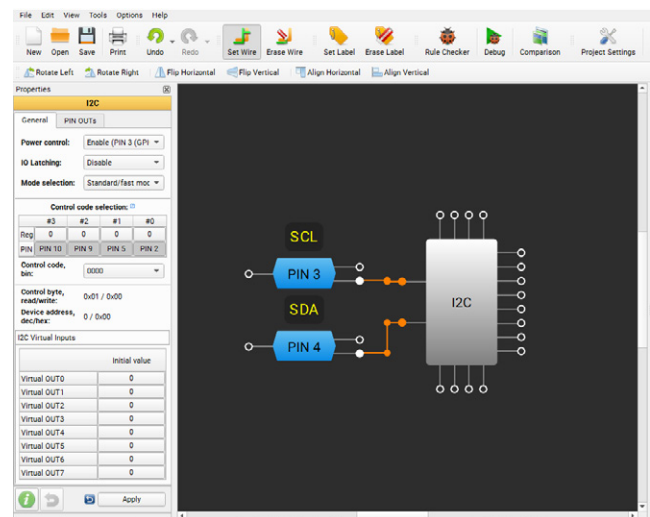 File Edit View Tools Options Help
New Open Save Print Undo Redo Set Wire Erase Wire Set Label Erase Label Rule Checker Debug Comparison Project Settings
Rotate Left Rotate Right Flip Horizontal Flip Vertical Align Horizontal Align Vertical
Properties
I2C
General PIN OUTs
Power control: Enable (PIN 3 (GPI
IO Latching: Disable
Mode selection: Standard/fast moc
Control code selection:
#3 #2 #1 #0
Reg 0 0 0 0
PIN PIN 10 PIN 9 PIN 5 PIN 2
Control code,
bin: 0000
Control byte,
read/write: 0x01 / 0x00
Device address,
dec/hex: 0 / 0x00
I2C Virtual Inputs
Initial value
Virtual OUT0 0
Virtual OUT1 0
Virtual OUT2 0
Virtual OUT3 0
Virtual OUT4 0
Virtual OUT5 0
Virtual OUT6 0
Virtual OUT7 0
Apply
SCL
PIN 3
SDA
PIN 4
I2C